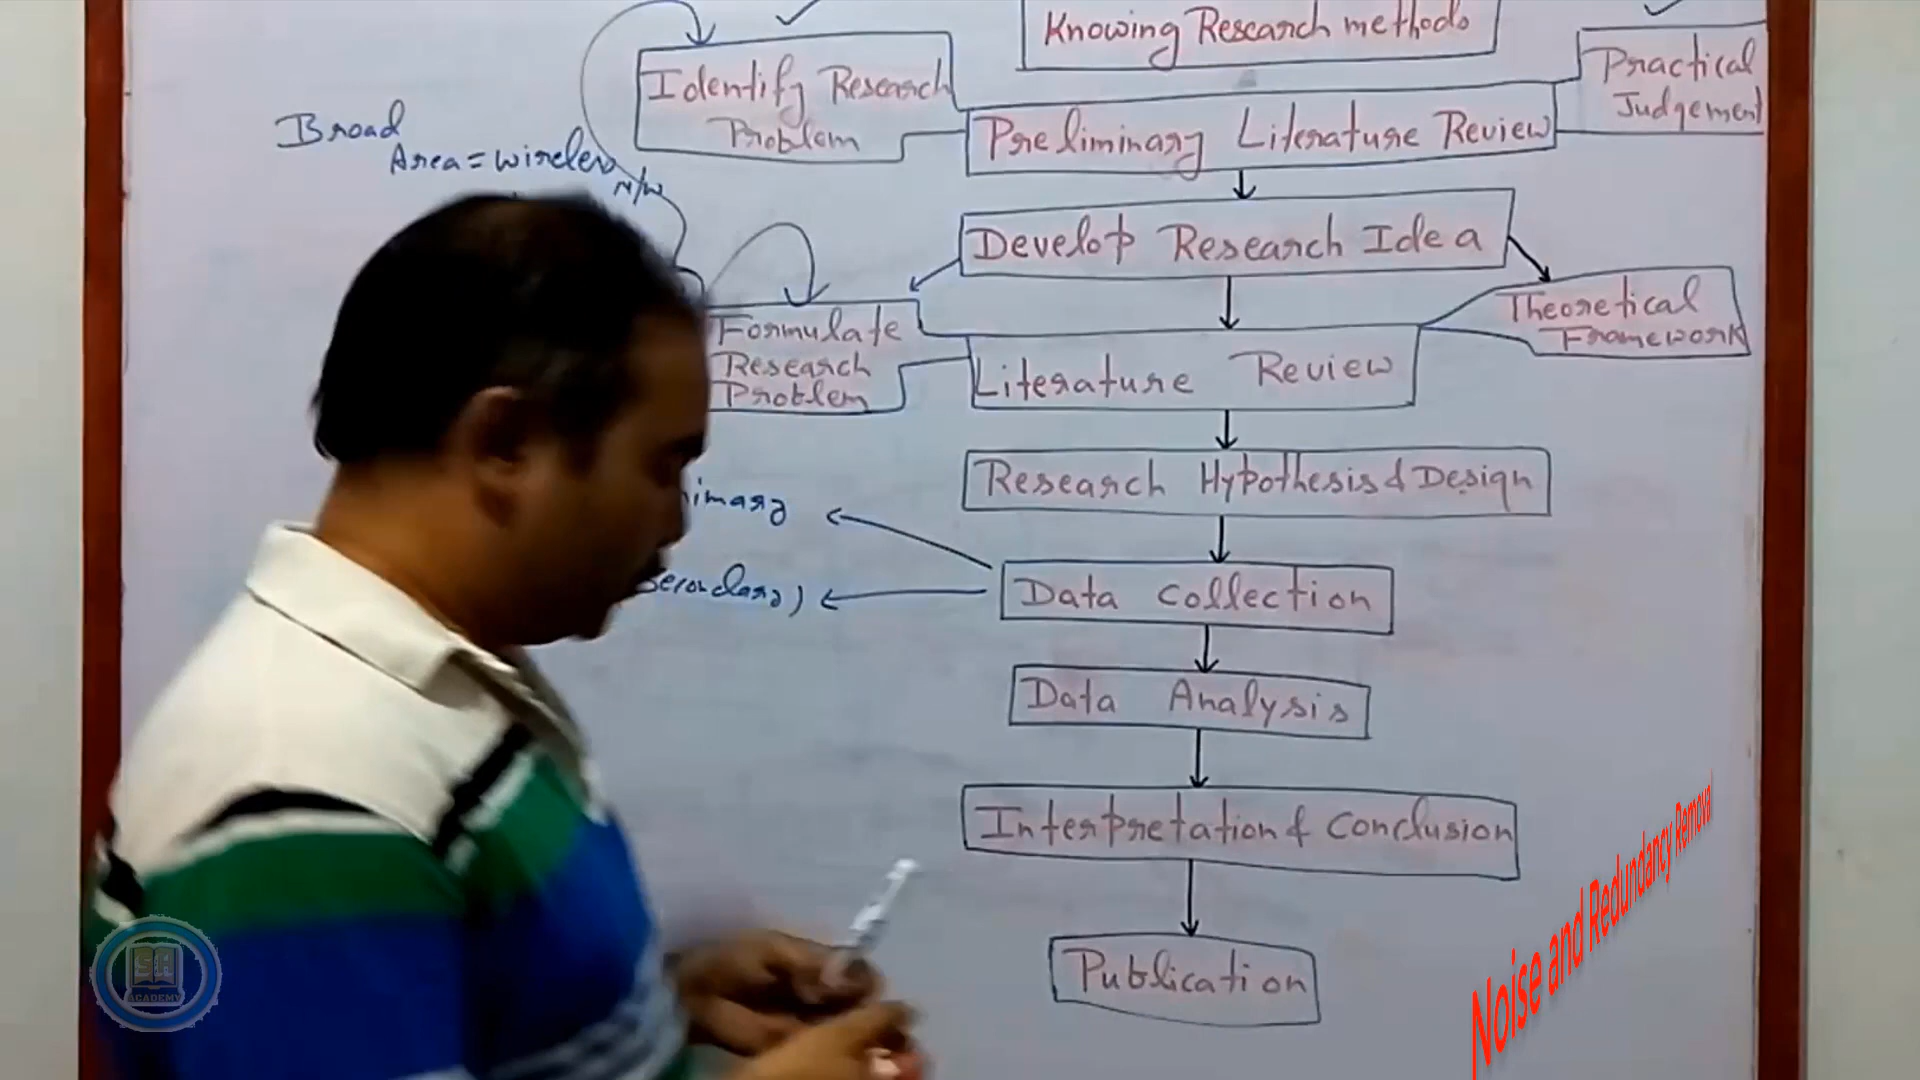 Knowing Research methods
Identify Research
Problem
Preliminary Literature Review
Practical
Judgement
Broad
Area = wireless
N/W
Develop Research Idea
Formulate
Research
Problem
Literature Review
Theoretical
Framework
Research Hypothesis & Design
Data Collection
Data Analysis
Interpretation & Conclusion
Publication
Noise and Redundancy Removal
ACADEMY